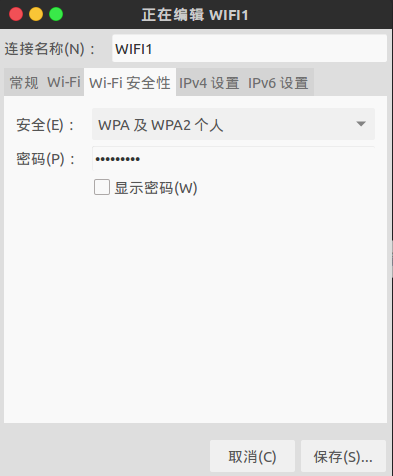 正在编辑 WIFI1
连接名称(N)： WIFI1
常规 Wi-Fi Wi-Fi 安全性 IPv4 设置 IPv6 设置
安全(E)： WPA 及 WPA2 个人
密码(P)： •••••••••
显示密码(W)
取消(C) 保存(S)...